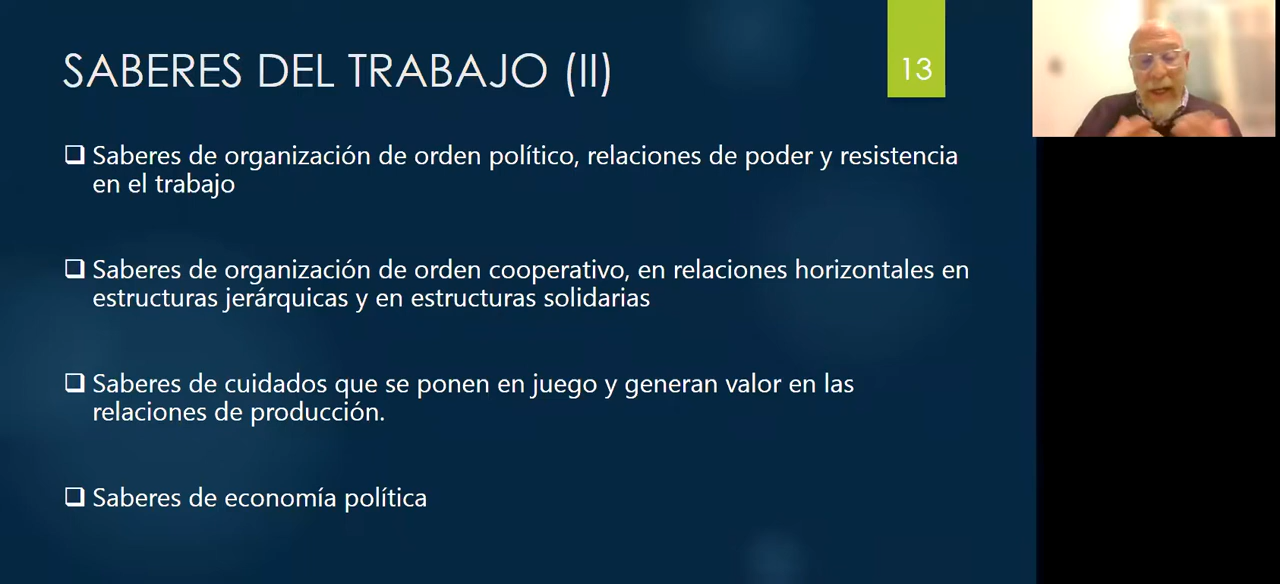 SABERES DEL TRABAJO (II)
13
Saberes de organización de orden político, relaciones de poder y resistencia
en el trabajo
Saberes de organización de orden cooperativo, en relaciones horizontales en
estructuras jerárquicas y en estructuras solidarias
Saberes de cuidados que se ponen en juego y generan valor en las
relaciones de producción.
Saberes de economía política